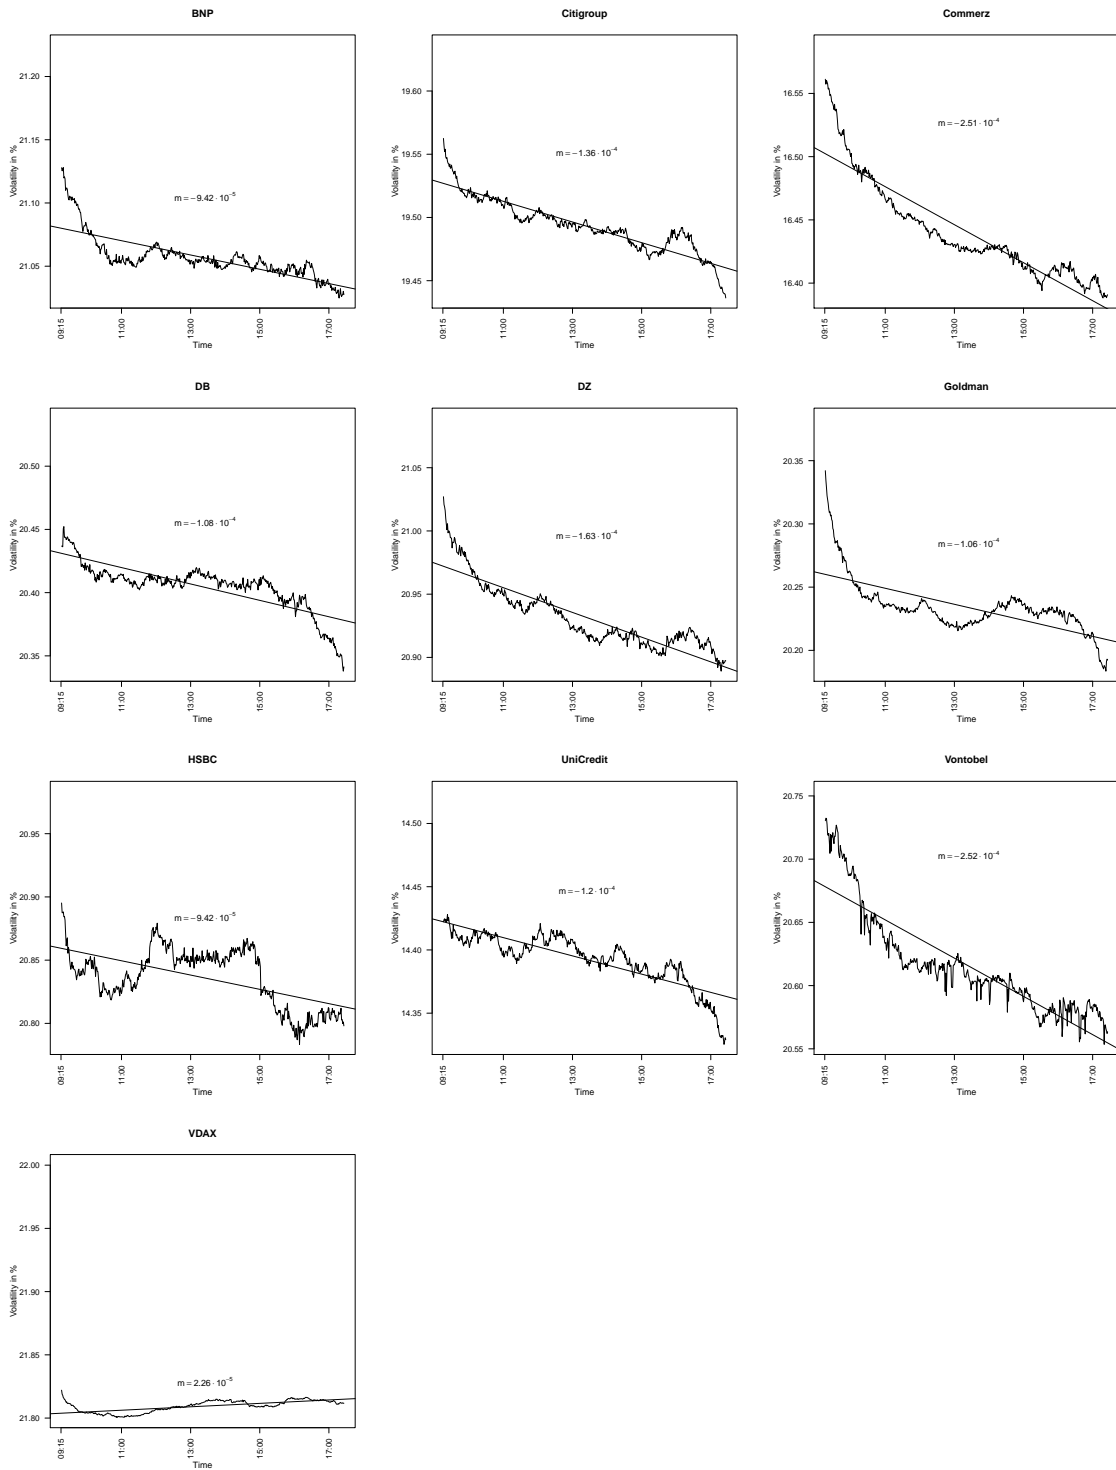 BNP
Volatility in %
21.20
21.15
21.10
21.05
m = −9.42 · 10⁻⁵
09:15
11:00
13:00
15:00
17:00
Time
Citigroup
Volatility in %
19.60
19.55
19.50
19.45
m = −1.36 · 10⁻⁴
09:15
11:00
13:00
15:00
17:00
Time
Commerz
Volatility in %
16.55
16.50
16.45
16.40
m = −2.51 · 10⁻⁴
09:15
11:00
13:00
15:00
17:00
Time
DB
Volatility in %
20.50
20.45
20.40
20.35
m = −1.08 · 10⁻⁴
09:15
11:00
13:00
15:00
17:00
Time
DZ
Volatility in %
21.05
21.00
20.95
20.90
m = −1.63 · 10⁻⁴
09:15
11:00
13:00
15:00
17:00
Time
Goldman
Volatility in %
20.35
20.30
20.25
20.20
m = −1.06 · 10⁻⁴
09:15
11:00
13:00
15:00
17:00
Time
HSBC
Volatility in %
20.95
20.90
20.85
20.80
m = −9.42 · 10⁻⁵
09:15
11:00
13:00
15:00
17:00
Time
UniCredit
Volatility in %
14.50
14.45
14.40
14.35
m = −1.2 · 10⁻⁴
09:15
11:00
13:00
15:00
17:00
Time
Vontobel
Volatility in %
20.75
20.70
20.65
20.60
20.55
m = −2.52 · 10⁻⁴
09:15
11:00
13:00
15:00
17:00
Time
VDAX
Volatility in %
22.00
21.95
21.90
21.85
21.80
m = 2.26 · 10⁻⁵
09:15
11:00
13:00
15:00
17:00
Time